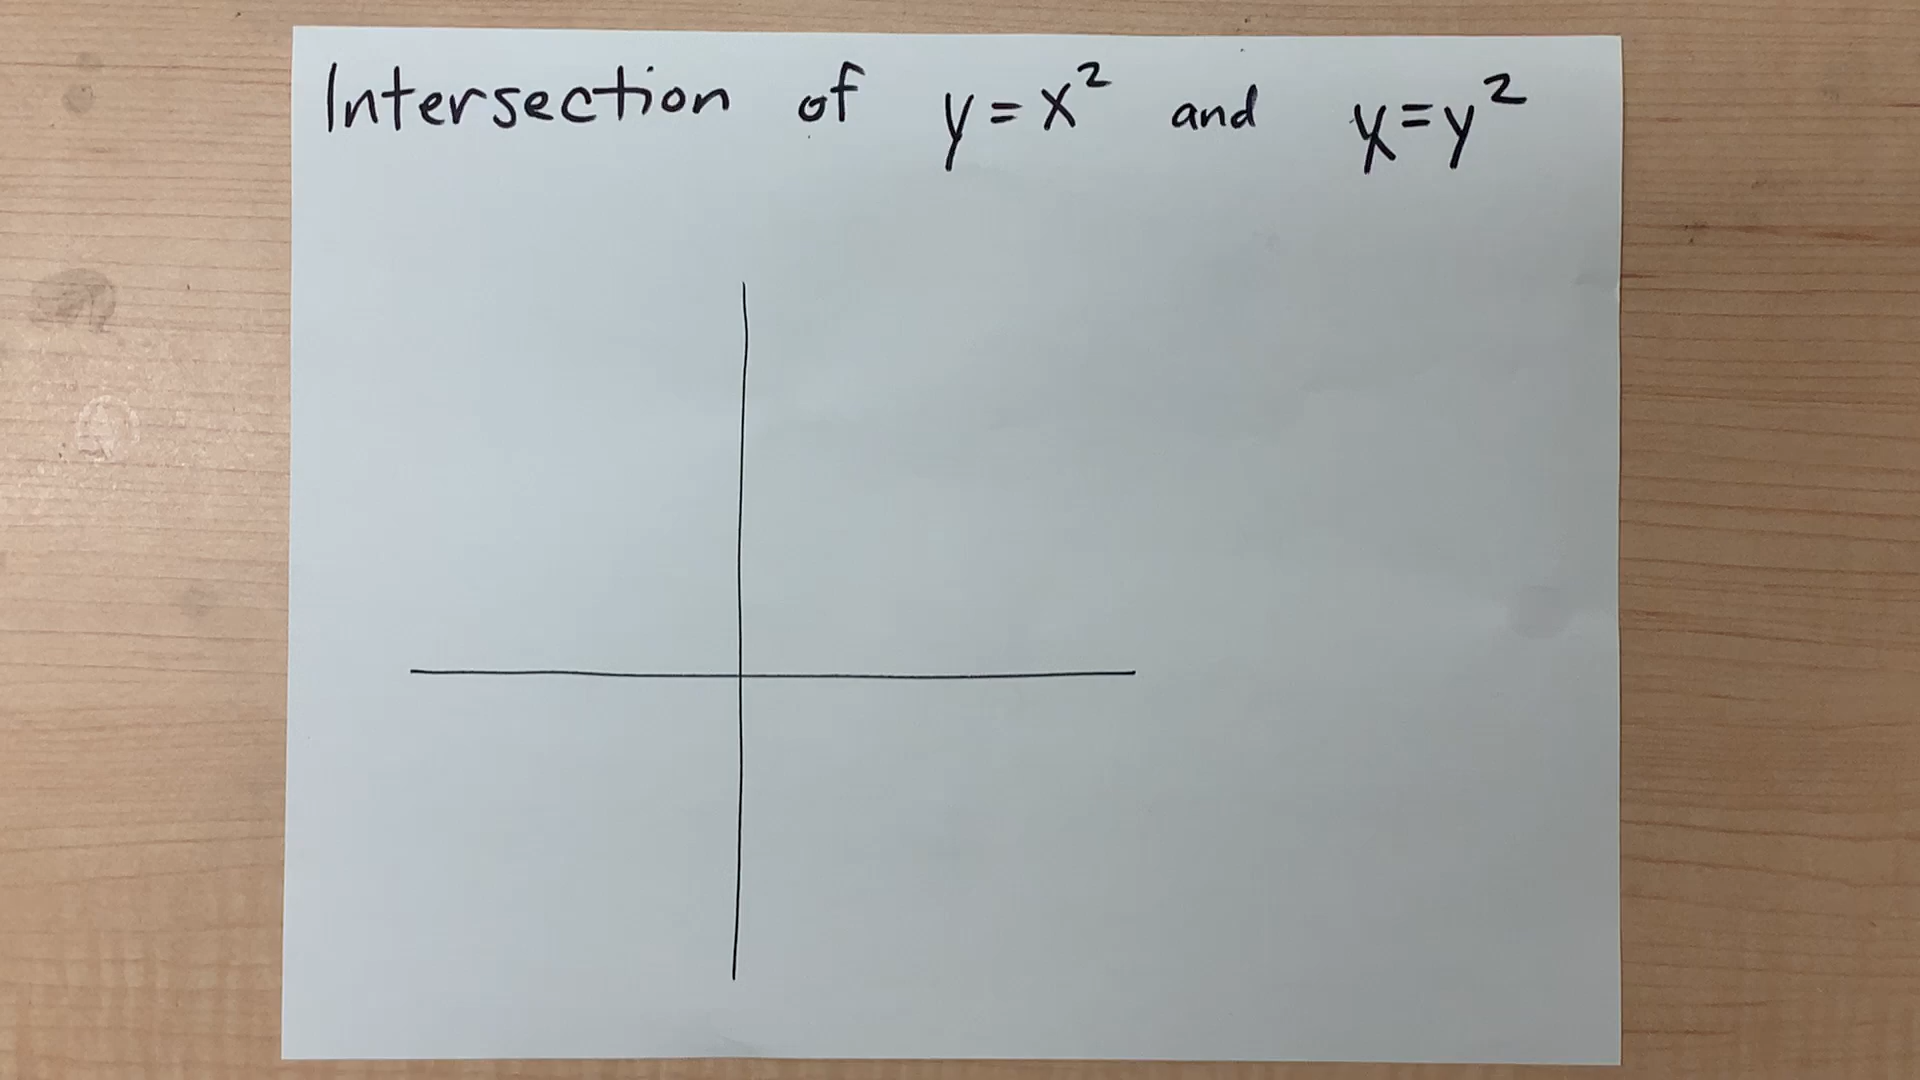 Intersection of y = x² and x = y²